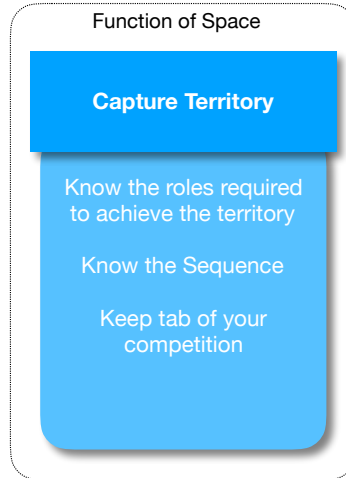 Function of Space
Capture Territory
Know the roles required
to achieve the territory
Know the Sequence
Keep tab of your
competition